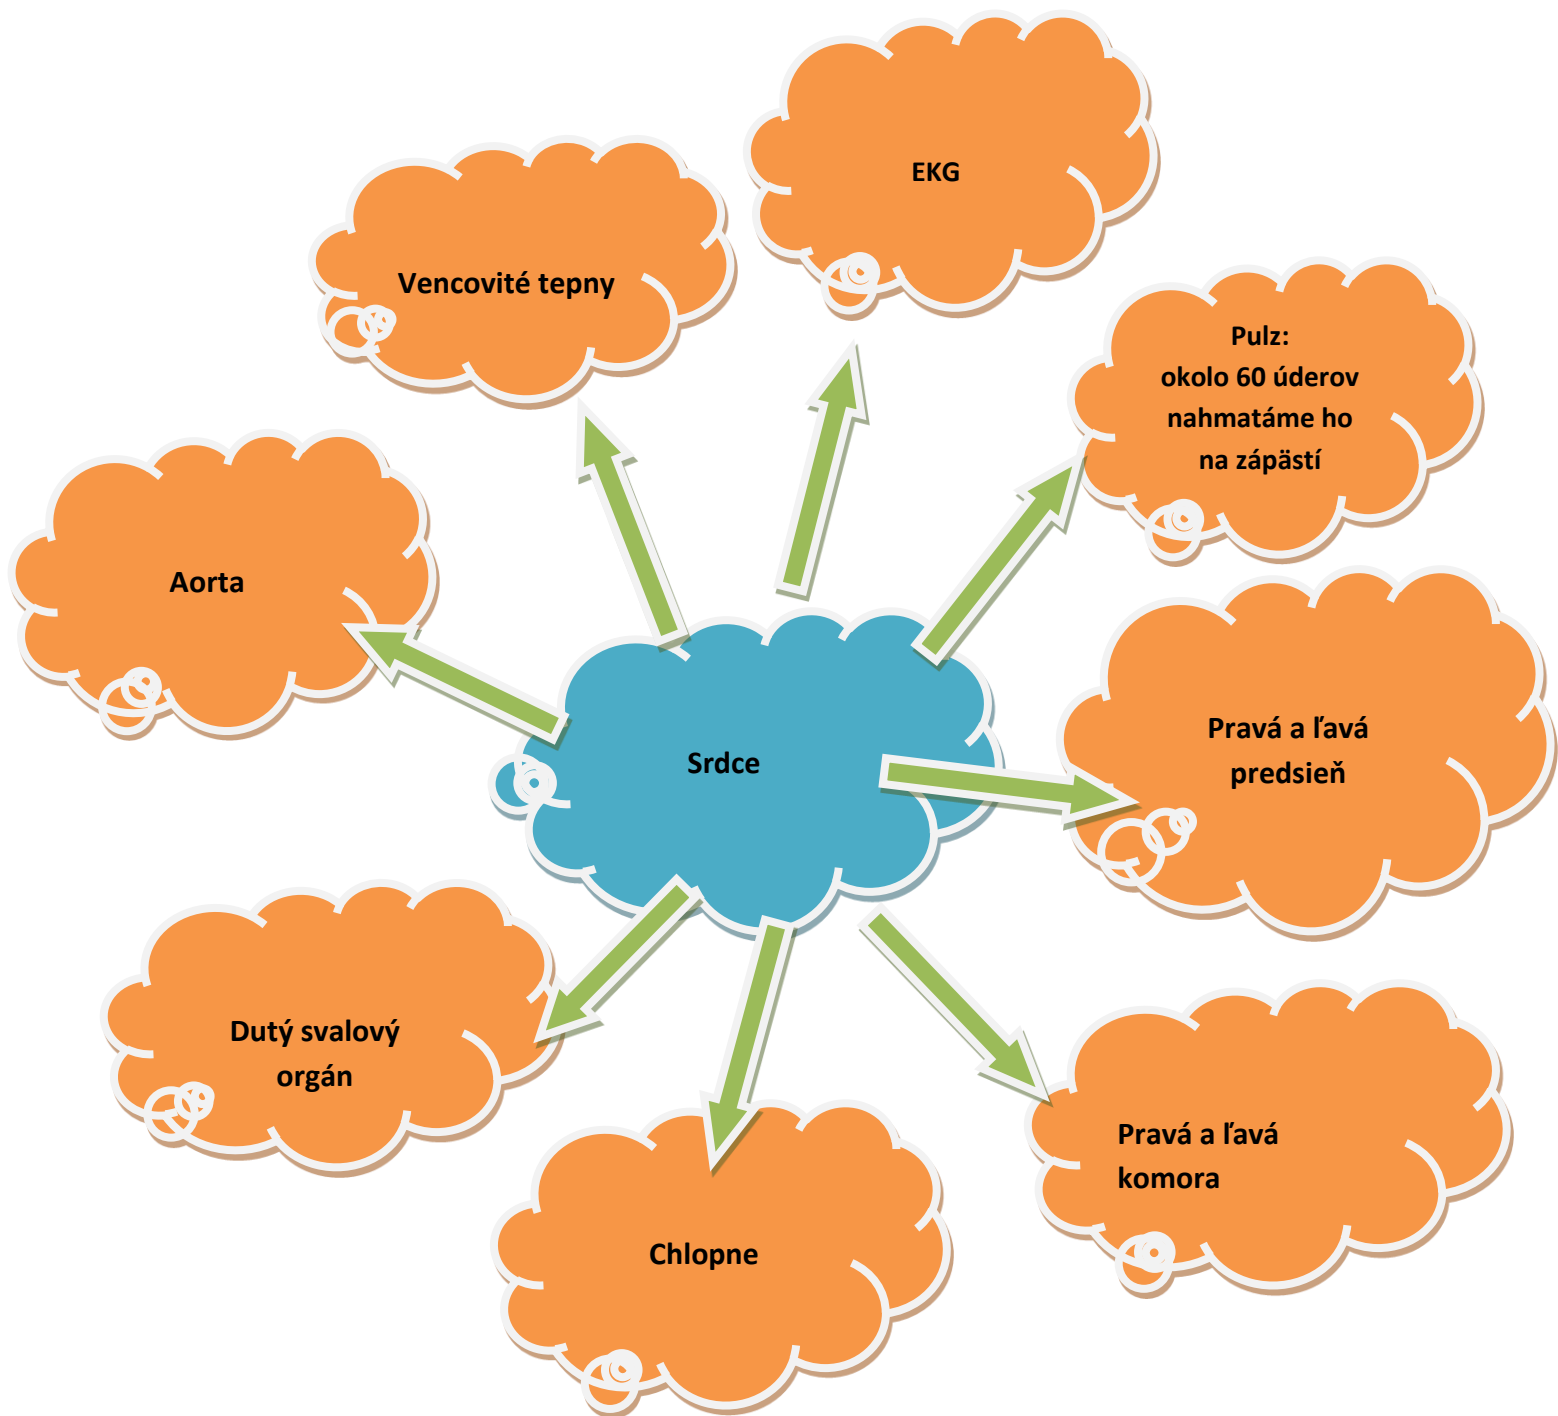 EKG
Vencovité tepny
Pulz:
okolo 60 úderov
nahmatáme ho
na zápästí
Aorta
Srdce
Pravá a ľavá
predsieň
Dutý svalový
orgán
Pravá a ľavá
komora
Chlopne